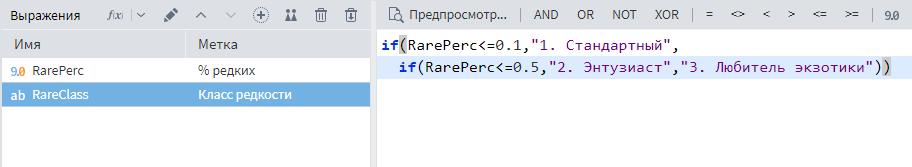 Выражения f(x)
Предпросмотр... AND OR NOT XOR = <> < > <= >= 9.0
Имя Метка
9.0 RarePerc % редких
ab RareClass Класс редкости
if(RarePerc<=0.1,"1. Стандартный",
if(RarePerc<=0.5,"2. Энтузиаст","3. Любитель экзотики"))